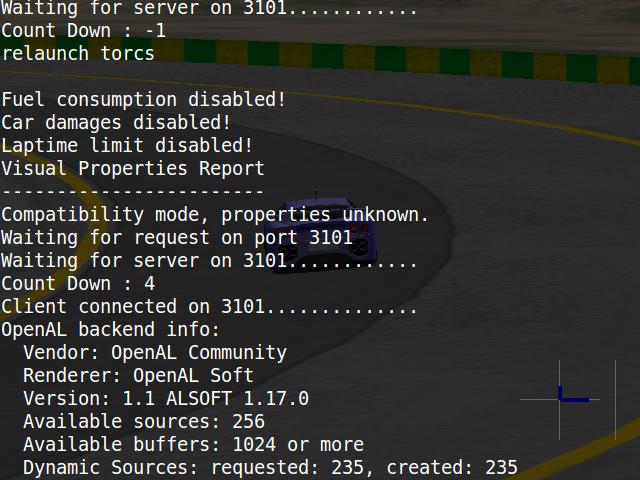 Waiting for server on 3101............
Count Down : -1
relaunch torcs
Fuel consumption disabled!
Car damages disabled!
Laptime limit disabled!
Visual Properties Report
------------------------
Compatibility mode, properties unknown.
Waiting for request on port 3101
Waiting for server on 3101............
Count Down : 4
Client connected on 3101..............
OpenAL backend info:
  Vendor: OpenAL Community
  Renderer: OpenAL Soft
  Version: 1.1 ALSOFT 1.17.0
  Available sources: 256
  Available buffers: 1024 or more
  Dynamic Sources: requested: 235, created: 235